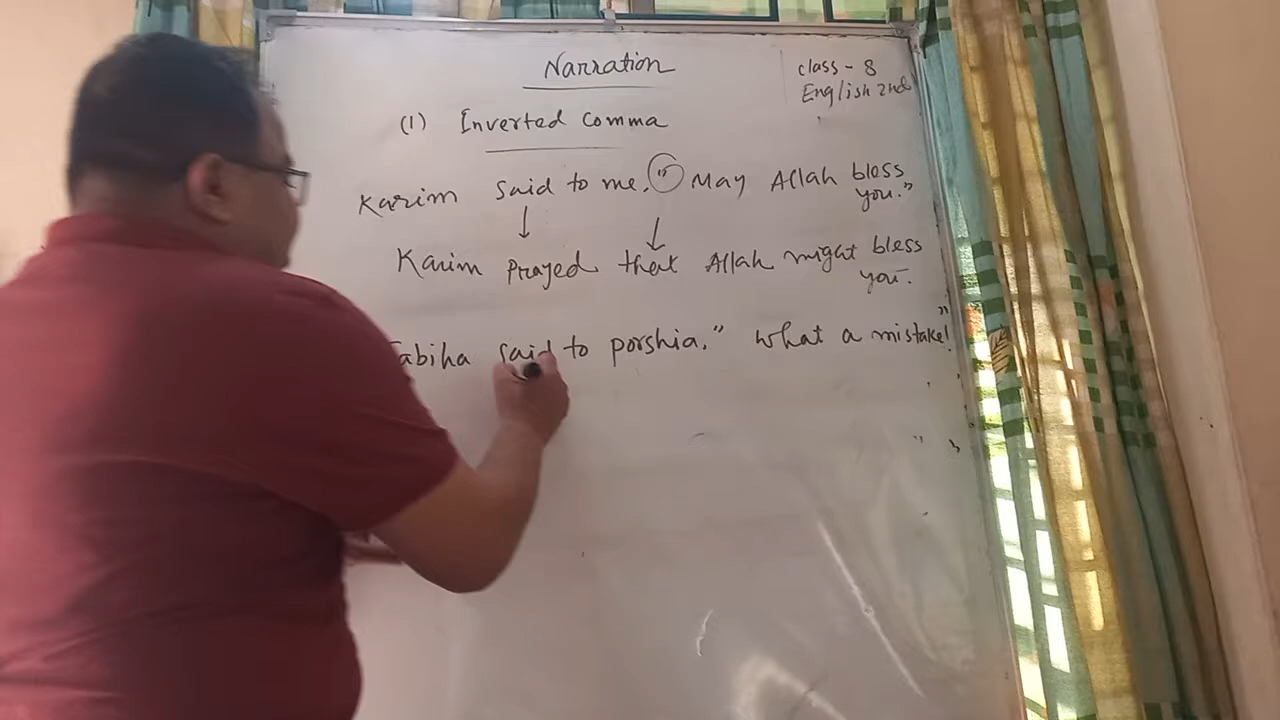 Narration
class - 8
English 2nd
(1) Inverted Comma
Karim said to me, " May Allah bless
you."
Karim Prayed that Allah might bless
you.
said to porshia, " what a mistake!"